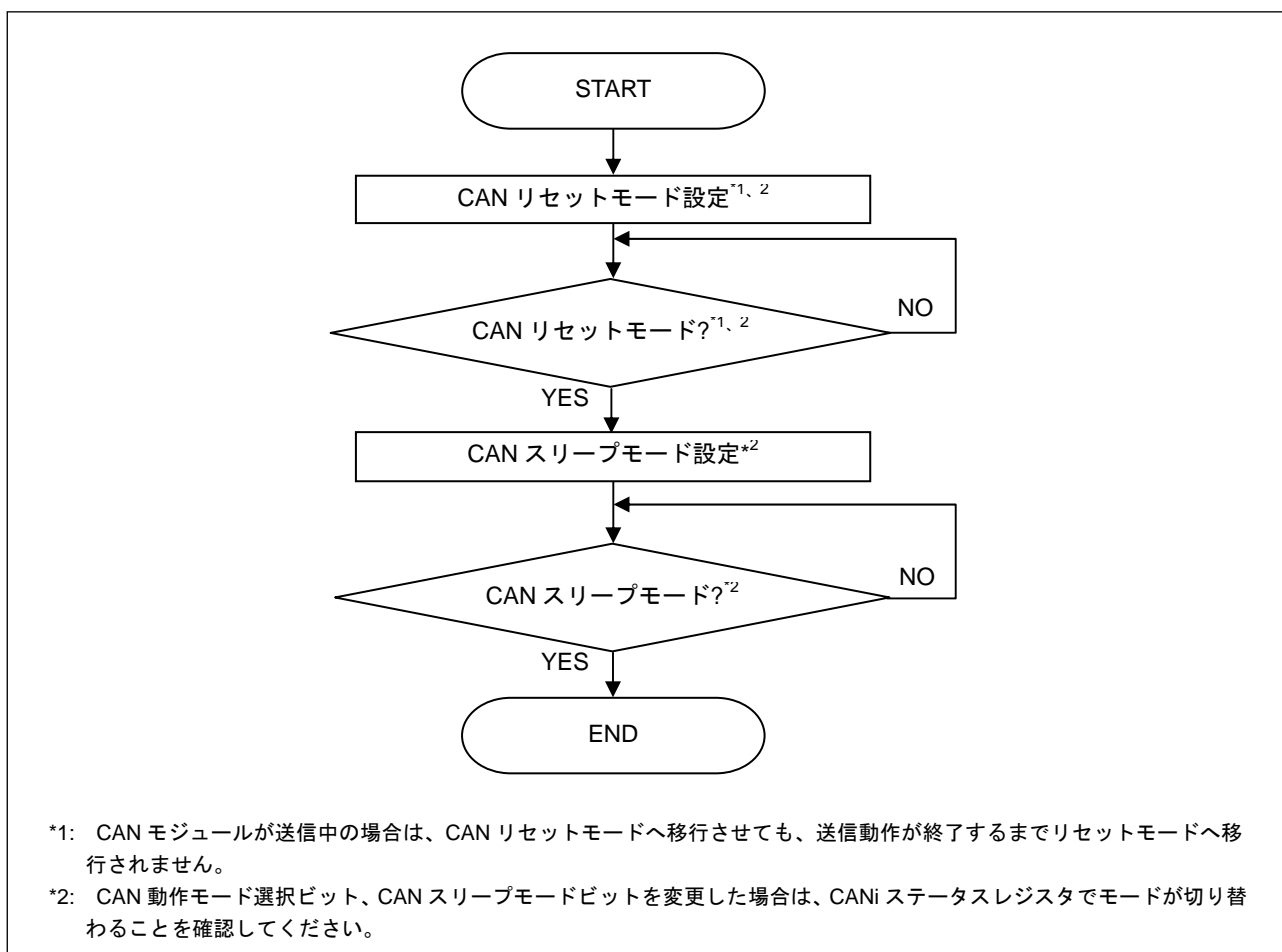 START
CAN リセットモード設定*1、2
CAN リセットモード?*1、2
NO
YES
CAN スリープモード設定*2
CAN スリープモード?*2
NO
YES
END
*1: CAN モジュールが送信中の場合は、CAN リセットモードへ移行させても、送信動作が終了するまでリセットモードへ移
行されません。
*2: CAN 動作モード選択ビット、CAN スリープモードビットを変更した場合は、CANi ステータスレジスタでモードが切り替
わることを確認してください。